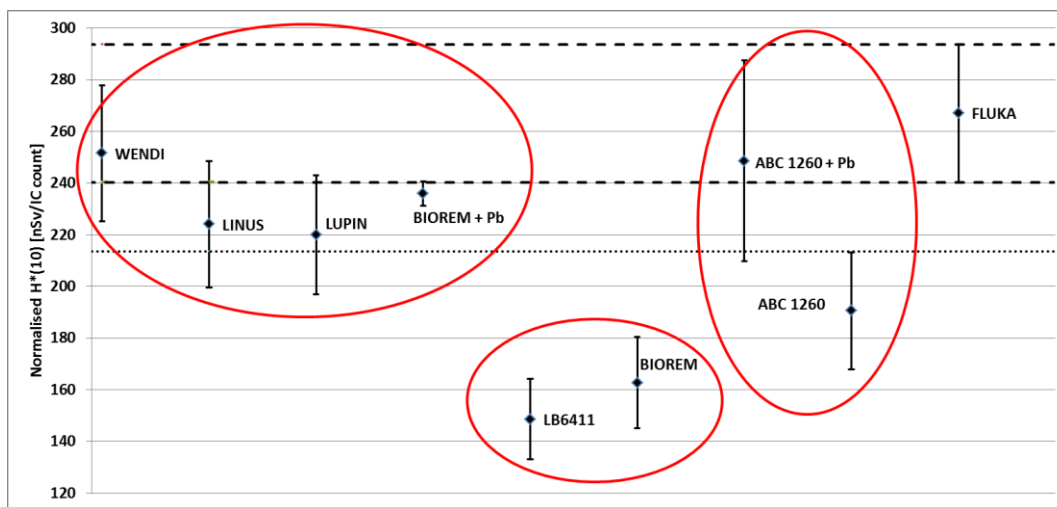 Normalised H*(10) [nSv/IC count]
300
280
260
240
220
200
180
160
140
120
WENDI
LINUS
LUPIN
BIOREM + Pb
LB6411
BIOREM
ABC 1260 + Pb
ABC 1260
FLUKA